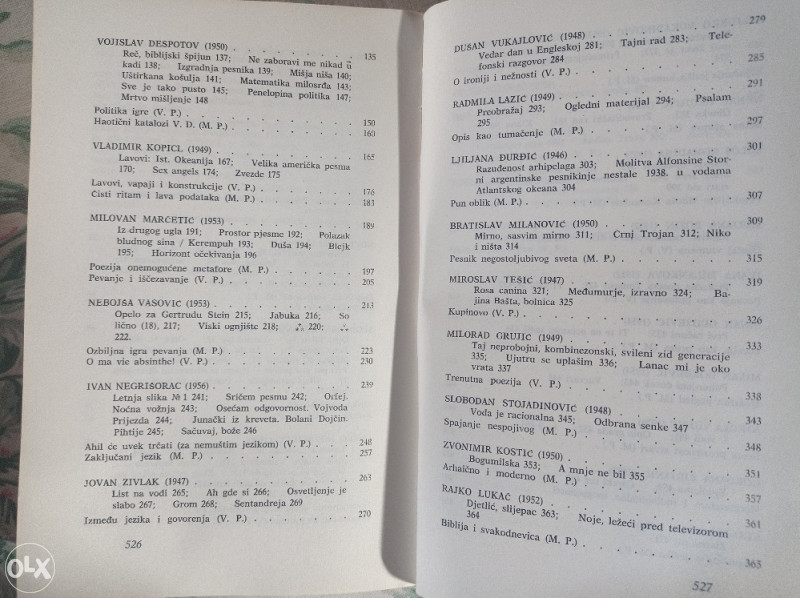 VOJISLAV DESPOTOV (1950) . . . . . . . . . 135
Reč, biblijski špijun 137; Ne zaboravi me nikad u
kadi 138; Izgradnja pesnika 139; Mišja niša 140;
Uštirkana košulja 141; Matematika milosrđa 143;
Sve je tako pusto 145; Penelopina politika 147;
Mrtvo mišljenje 148
Politika igre (V. P.) . . . . . . . . . 150
Haotični katalozi V. D. (M. P.) . . . . . . . . . 160
VLADIMIR KOPICL (1949) . . . . . . . . . 165
Lavovi: Ist. Okeanija 167; Velika američka pesma
170; Sex angels 174; Zvezde 175
Lavovi, vapaji i konstrukcije (V. P.) . . . . . . . . . 176
Čisti ritam i lava podataka (M. P.) . . . . . . . . . 183
MILOVAN MARČETIĆ (1953) . . . . . . . . . 189
Iz drugog ugla 191; Prostor pjesme 192; Polazak
bludnog sina / Kerempuh 193; Duša 194; Blejk
195; Horizont očekivanja 196
Poezija onemogućene metafore (M. P.) . . . . . . . . . 197
Pevanje i iščezavanje (V. P.) . . . . . . . . . 205
NEBOJŠA VASOVIĆ (1953) . . . . . . . . . 213
Opelo za Gertrudu Stein 215; Jabuka 216; So
lično (18), 217; Viski ognjište 218; ∴ 220; ∴
222.
Ozbiljna igra pevanja (M. P.) . . . . . . . . . 223
O ma vie absinthe! (V. P.) . . . . . . . . . 230
IVAN NEGRIŠORAC (1956) . . . . . . . . . 239
Letnja slika № 1 241; Sričem pesmu 242; Orfej.
Noćna vožnja 243; Osećam odgovornost. Vojvoda
Prijezda 244; Junački iz kreveta. Bolani Dojčin.
Pihtije 245; Sačuvaj, bože 246
Ahil će uvek trčati (za nemuštim jezikom) (V. P.) . . . 248
Zaključani jezik (M. P.) . . . . . . . . . 257
JOVAN ZIVLAK (1947) . . . . . . . . . 263
List na vodi 265; Ah gde si 266; Osvetljenje je
slabo 267; Grom 268; Sentandreja 269
Između jezika i govorenja (V. P.) . . . . . . . . . 270
526
279
DUŠAN VUKAJLOVIĆ (1948) . . . . . . . . .
Vedar dan u Engleskoj 281; Tajni rad 283; Tele-
fonski razgovor 284
O ironiji i nežnosti (V. P.) . . . . . . . . . 285
RADMILA LAZIĆ (1949) . . . . . . . . . 291
Preobražaj 293; Ogledni materijal 294; Psalam
295
Opis kao tumačenje (M. P.) . . . . . . . . . 297
LJILJANA ĐURĐIĆ (1946) . . . . . . . . . 301
Razuđenost arhipelaga 303; Molitva Alfonsine Stor-
ni argentinske pesnikinje nestale 1938. u vodama
Atlantskog okeana 304
Pun oblik (M. P.) . . . . . . . . . 307
BRATISLAV MILANOVIĆ (1950) . . . . . . . . . 309
Mirno, sasvim mirno 311; Crnj Trojan 312; Niko
i ništa 314
Pesnik negostoljubivog sveta (M. P.) . . . . . . . . . 315
MIROSLAV TEŠIĆ (1947) . . . . . . . . . 319
Rosa canina 321; Međumurje, izravno 324; Ba-
jina Bašta, bolnica 325
Kupinovo (V. P.) . . . . . . . . . 326
MILORAD GRUJIĆ (1949) . . . . . . . . . 333
Taj neprobojni, kombinezonski, svileni zid generacije
335; Ujutru se uplašim 336; Lanac mi je oko
vrata 337
Trenutna poezija (V. P.) . . . . . . . . . 338
SLOBODAN STOJADINOVIĆ (1948) . . . . . . . . . 343
Voda je racionalna 345; Odbrana senke 347
Spajanje nespojivog (M. P.) . . . . . . . . . 348
ZVONIMIR KOSTIĆ (1950) . . . . . . . . . 351
Bogumilska 353; A mnje ne bil 355
Arhaično i moderno (M. P.) . . . . . . . . . 357
RAJKO LUKAČ (1952) . . . . . . . . . 361
Djetlić, slijepac 363; Noje, ležeći pred televizorom
364
Biblija i svakodnevica (M. P.) . . . . . . . . . 365
527
OLX